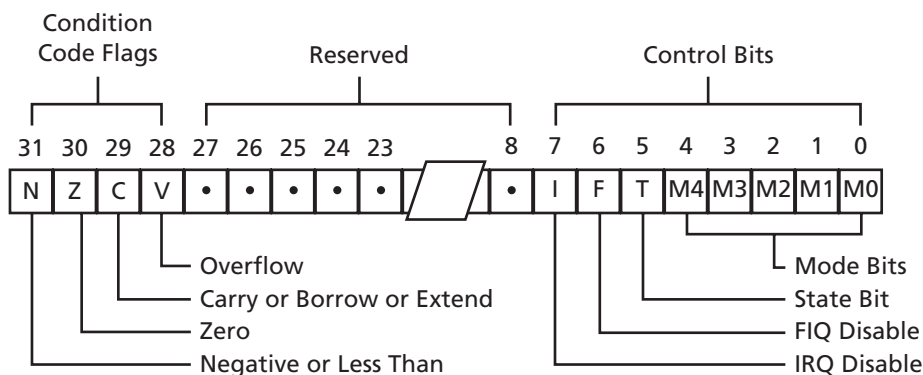 Condition
Code Flags
Reserved
Control Bits
31 30 29 28 27 26 25 24 23 8 7 6 5 4 3 2 1 0
N Z C V • • • • • • I F T M4 M3 M2 M1 M0
Overflow
Mode Bits
Carry or Borrow or Extend
State Bit
Zero
FIQ Disable
Negative or Less Than
IRQ Disable